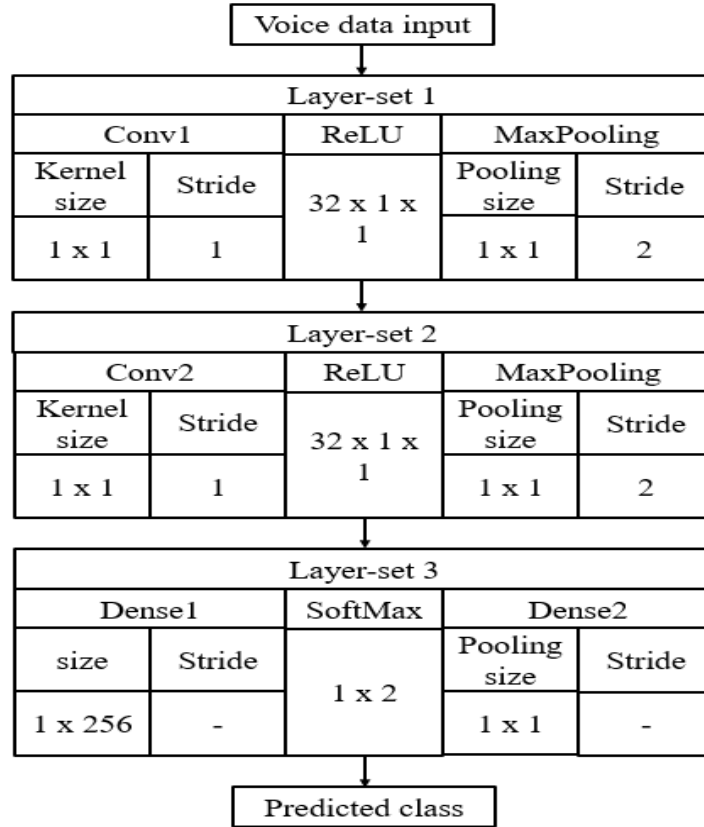 Voice data input
Layer-set 1
Conv1 ReLU MaxPooling
Kernel size Stride 32 x 1 x 1 Pooling size Stride
1 x 1 1 1 x 1 2
Layer-set 2
Conv2 ReLU MaxPooling
Kernel size Stride 32 x 1 x 1 Pooling size Stride
1 x 1 1 1 x 1 2
Layer-set 3
Dense1 SoftMax Dense2
size Stride 1 x 2 Pooling size Stride
1 x 256 - 1 x 1 -
Predicted class